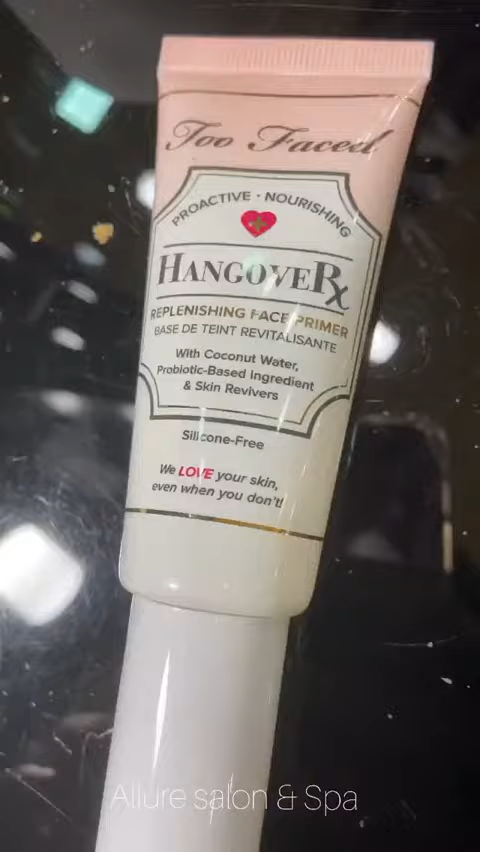 Too Faced
PROACTIVE · NOURISHING
HANGOVERx
REPLENISHING FACE PRIMER
BASE DE TEINT REVITALISANTE
With Coconut Water,
Probiotic-Based Ingredient
& Skin Revivers
Silicone-Free
We LOVE your skin,
even when you don't!
Allure salon & Spa